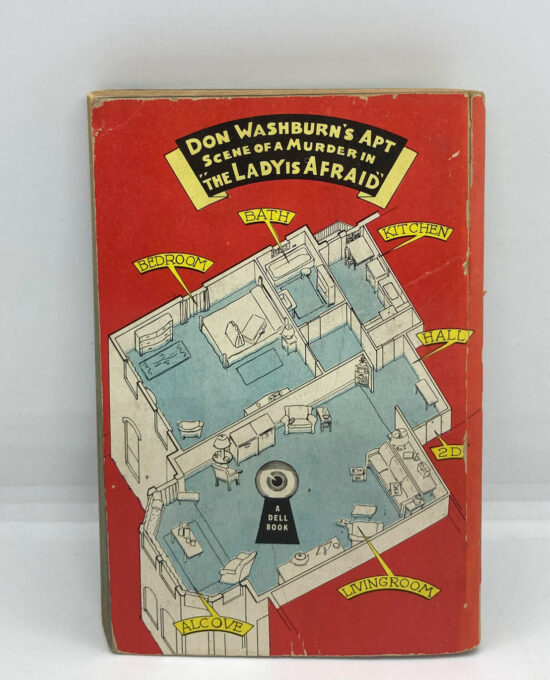 DON WASHBURN'S APT
SCENE OF A MURDER IN
"THE LADY IS AFRAID"
BATH
KITCHEN
BEDROOM
HALL
2D
A
DELL
BOOK
LIVINGROOM
ALCOVE